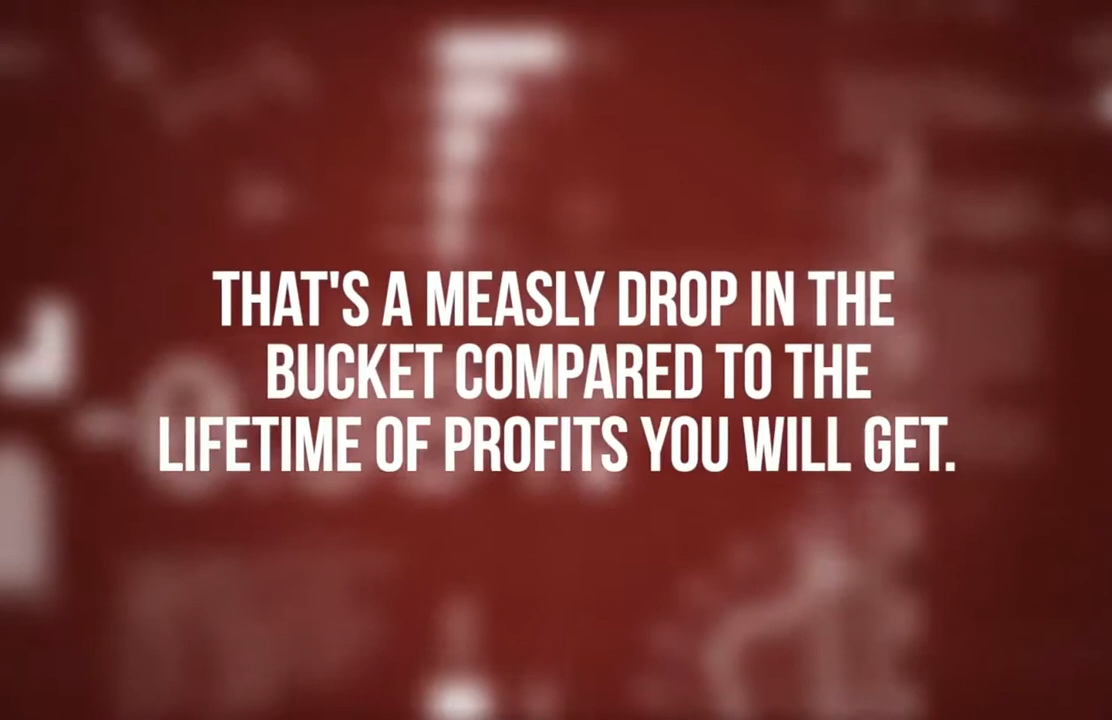 THAT'S A MEASLY DROP IN THE
BUCKET COMPARED TO THE
LIFETIME OF PROFITS YOU WILL GET.